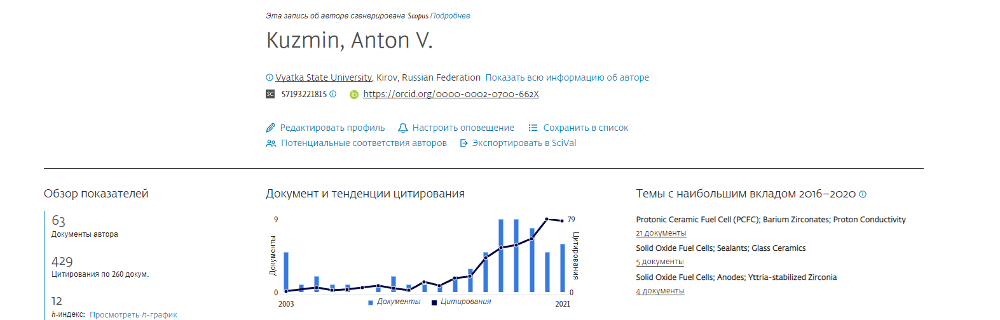 Эта запись об авторе сгенерирована Scopus Подробнее
Kuzmin, Anton V.
Vyatka State University, Kirov, Russian Federation Показать всю информацию об авторе
SC 57193221815 iD https://orcid.org/0000-0002-0700-662X
Редактировать профиль Настроить оповещение Сохранить в список
Потенциальные соответствия авторов Экспортировать в SciVal
Обзор показателей
63
Документы автора
429
Цитирования по 260 докум.
12
h-индекс: Просмотреть h-график
Документ и тенденции цитирования
9
79
Документы
Цитирования
0
0
2003
2021
Документы Цитирования
Темы с наибольшим вкладом 2016–2020
Protonic Ceramic Fuel Cell (PCFC); Barium Zirconates; Proton Conductivity
21 документы
Solid Oxide Fuel Cells; Sealants; Glass Ceramics
5 документы
Solid Oxide Fuel Cells; Anodes; Yttria-stabilized Zirconia
4 документы